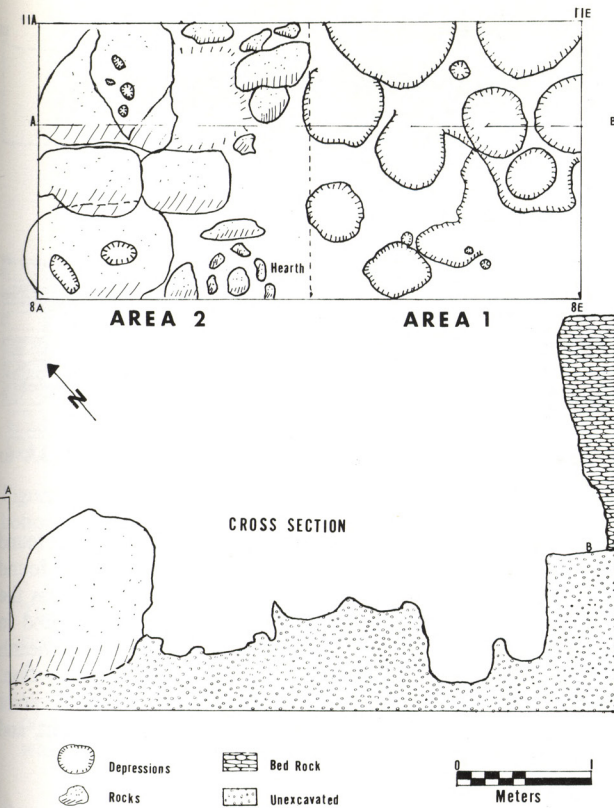 11A 11E
A B
Hearth
8A 8E
AREA 2 AREA 1
N
A
CROSS SECTION
B
Depressions Bed Rock
0 1
Rocks Unexcavated
Meters